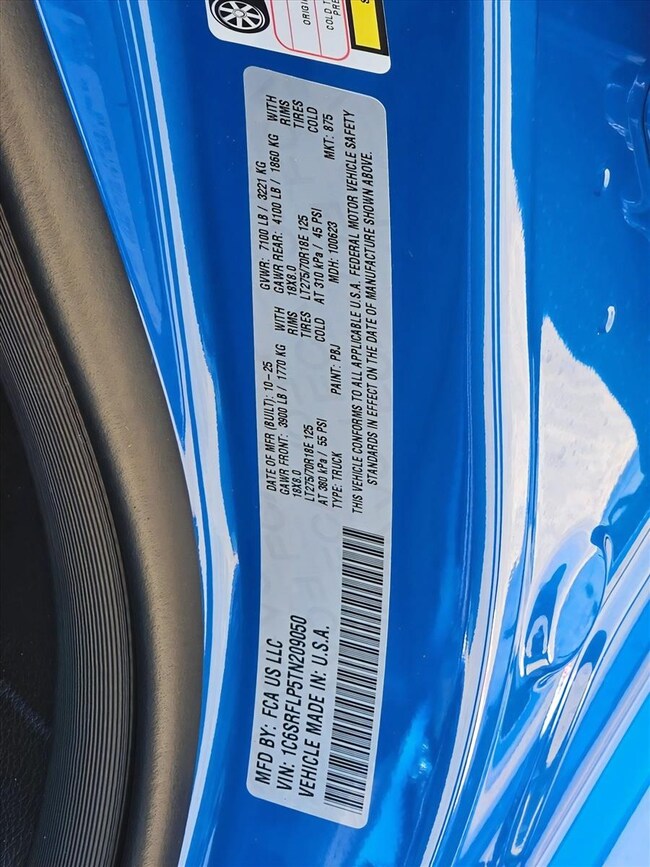 ORIGI
COLD T
PRE
S
MFD BY: FCA US LLC
VIN: 1C6SRFLP5TN209050
VEHICLE MADE IN: U.S.A.
DATE OF MFR (BUILT): 10-25 GVWR: 7100 LB / 3221 KG
GAWR FRONT: 3900 LB / 1770 KG WITH GAWR REAR: 4100 LB / 1860 KG WITH
18X8.0 RIMS 18X8.0 RIMS
LT275/70R18E 125 TIRES LT275/70R18E 125 TIRES
AT 380 kPa / 55 PSI COLD AT 310 kPa / 45 PSI COLD
TYPE: TRUCK PAINT: PBJ MDH: 100623 MKT: 875
THIS VEHICLE CONFORMS TO ALL APPLICABLE U.S.A. FEDERAL MOTOR VEHICLE SAFETY
STANDARDS IN EFFECT ON THE DATE OF MANUFACTURE SHOWN ABOVE.